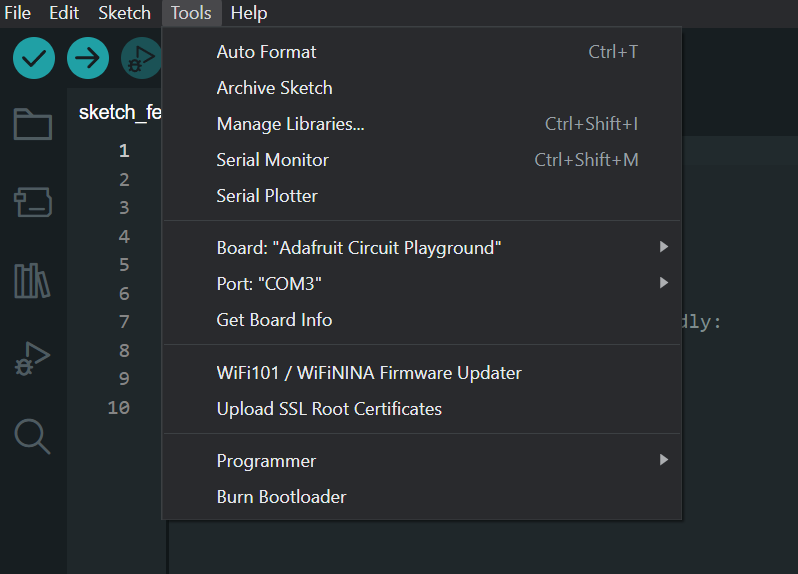 File Edit Sketch Tools Help
Auto Format Ctrl+T
Archive Sketch
Manage Libraries... Ctrl+Shift+I
Serial Monitor Ctrl+Shift+M
Serial Plotter
Board: "Adafruit Circuit Playground"
Port: "COM3"
Get Board Info
WiFi101 / WiFiNINA Firmware Updater
Upload SSL Root Certificates
Programmer
Burn Bootloader
sketch_fe
1
2
3
4
5
6
7
8
9
10
dly: